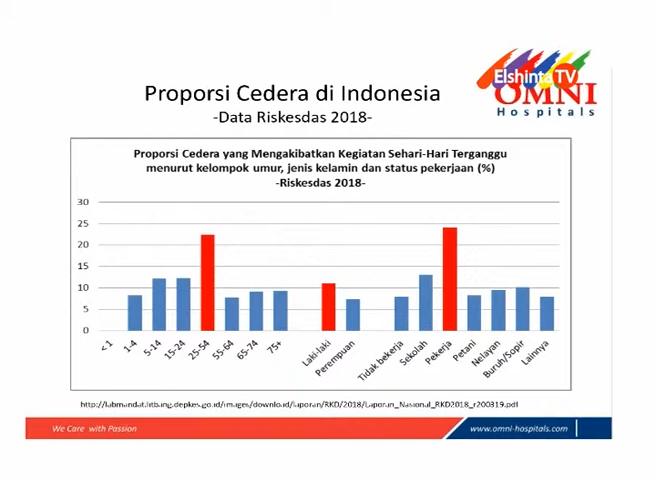 Elshinta TV
OMNI
Hospitals
Proporsi Cedera di Indonesia
-Data Riskesdas 2018-
Proporsi Cedera yang Mengakibatkan Kegiatan Sehari-Hari Terganggu
menurut kelompok umur, jenis kelamin dan status pekerjaan (%)
-Riskesdas 2018-
30
25
20
15
10
5
0
< 1
1-4
5-14
15-24
25-54
55-64
65-74
75+
Laki-laki
Perempuan
Tidak bekerja
Sekolah
Pekerja
Petani
Nelayan
Buruh/Sopir
Lainnya
We Care with Passion
www.omni-hospitals.com